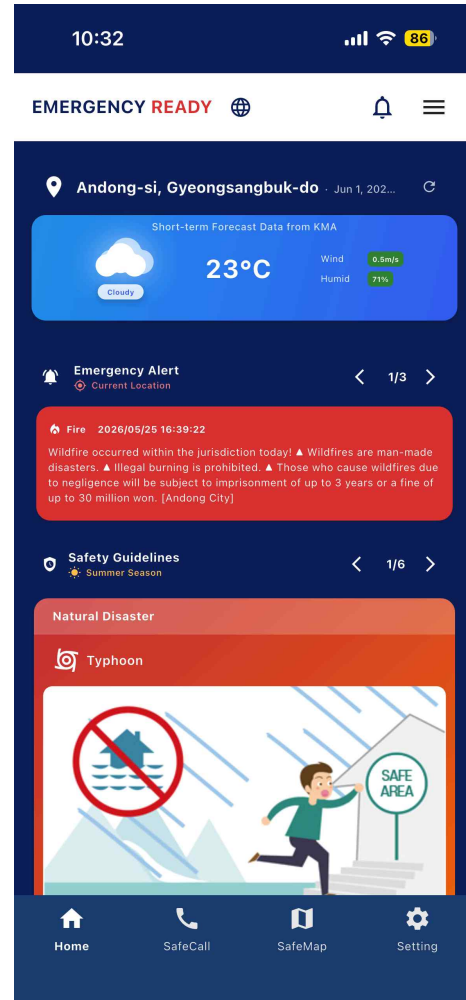 10:32
86
EMERGENCY READY
Andong-si, Gyeongsangbuk-do · Jun 1, 202...
Short-term Forecast Data from KMA
Cloudy
23°C
Wind 0.5m/s
Humid 71%
Emergency Alert
Current Location
1/3
Fire 2026/05/25 16:39:22
Wildfire occurred within the jurisdiction today! ▲ Wildfires are man-made
disasters. ▲ Illegal burning is prohibited. ▲ Those who cause wildfires due
to negligence will be subject to imprisonment of up to 3 years or a fine of
up to 30 million won. [Andong City]
Safety Guidelines
Summer Season
1/6
Natural Disaster
Typhoon
SAFE
AREA
Home
SafeCall
SafeMap
Setting